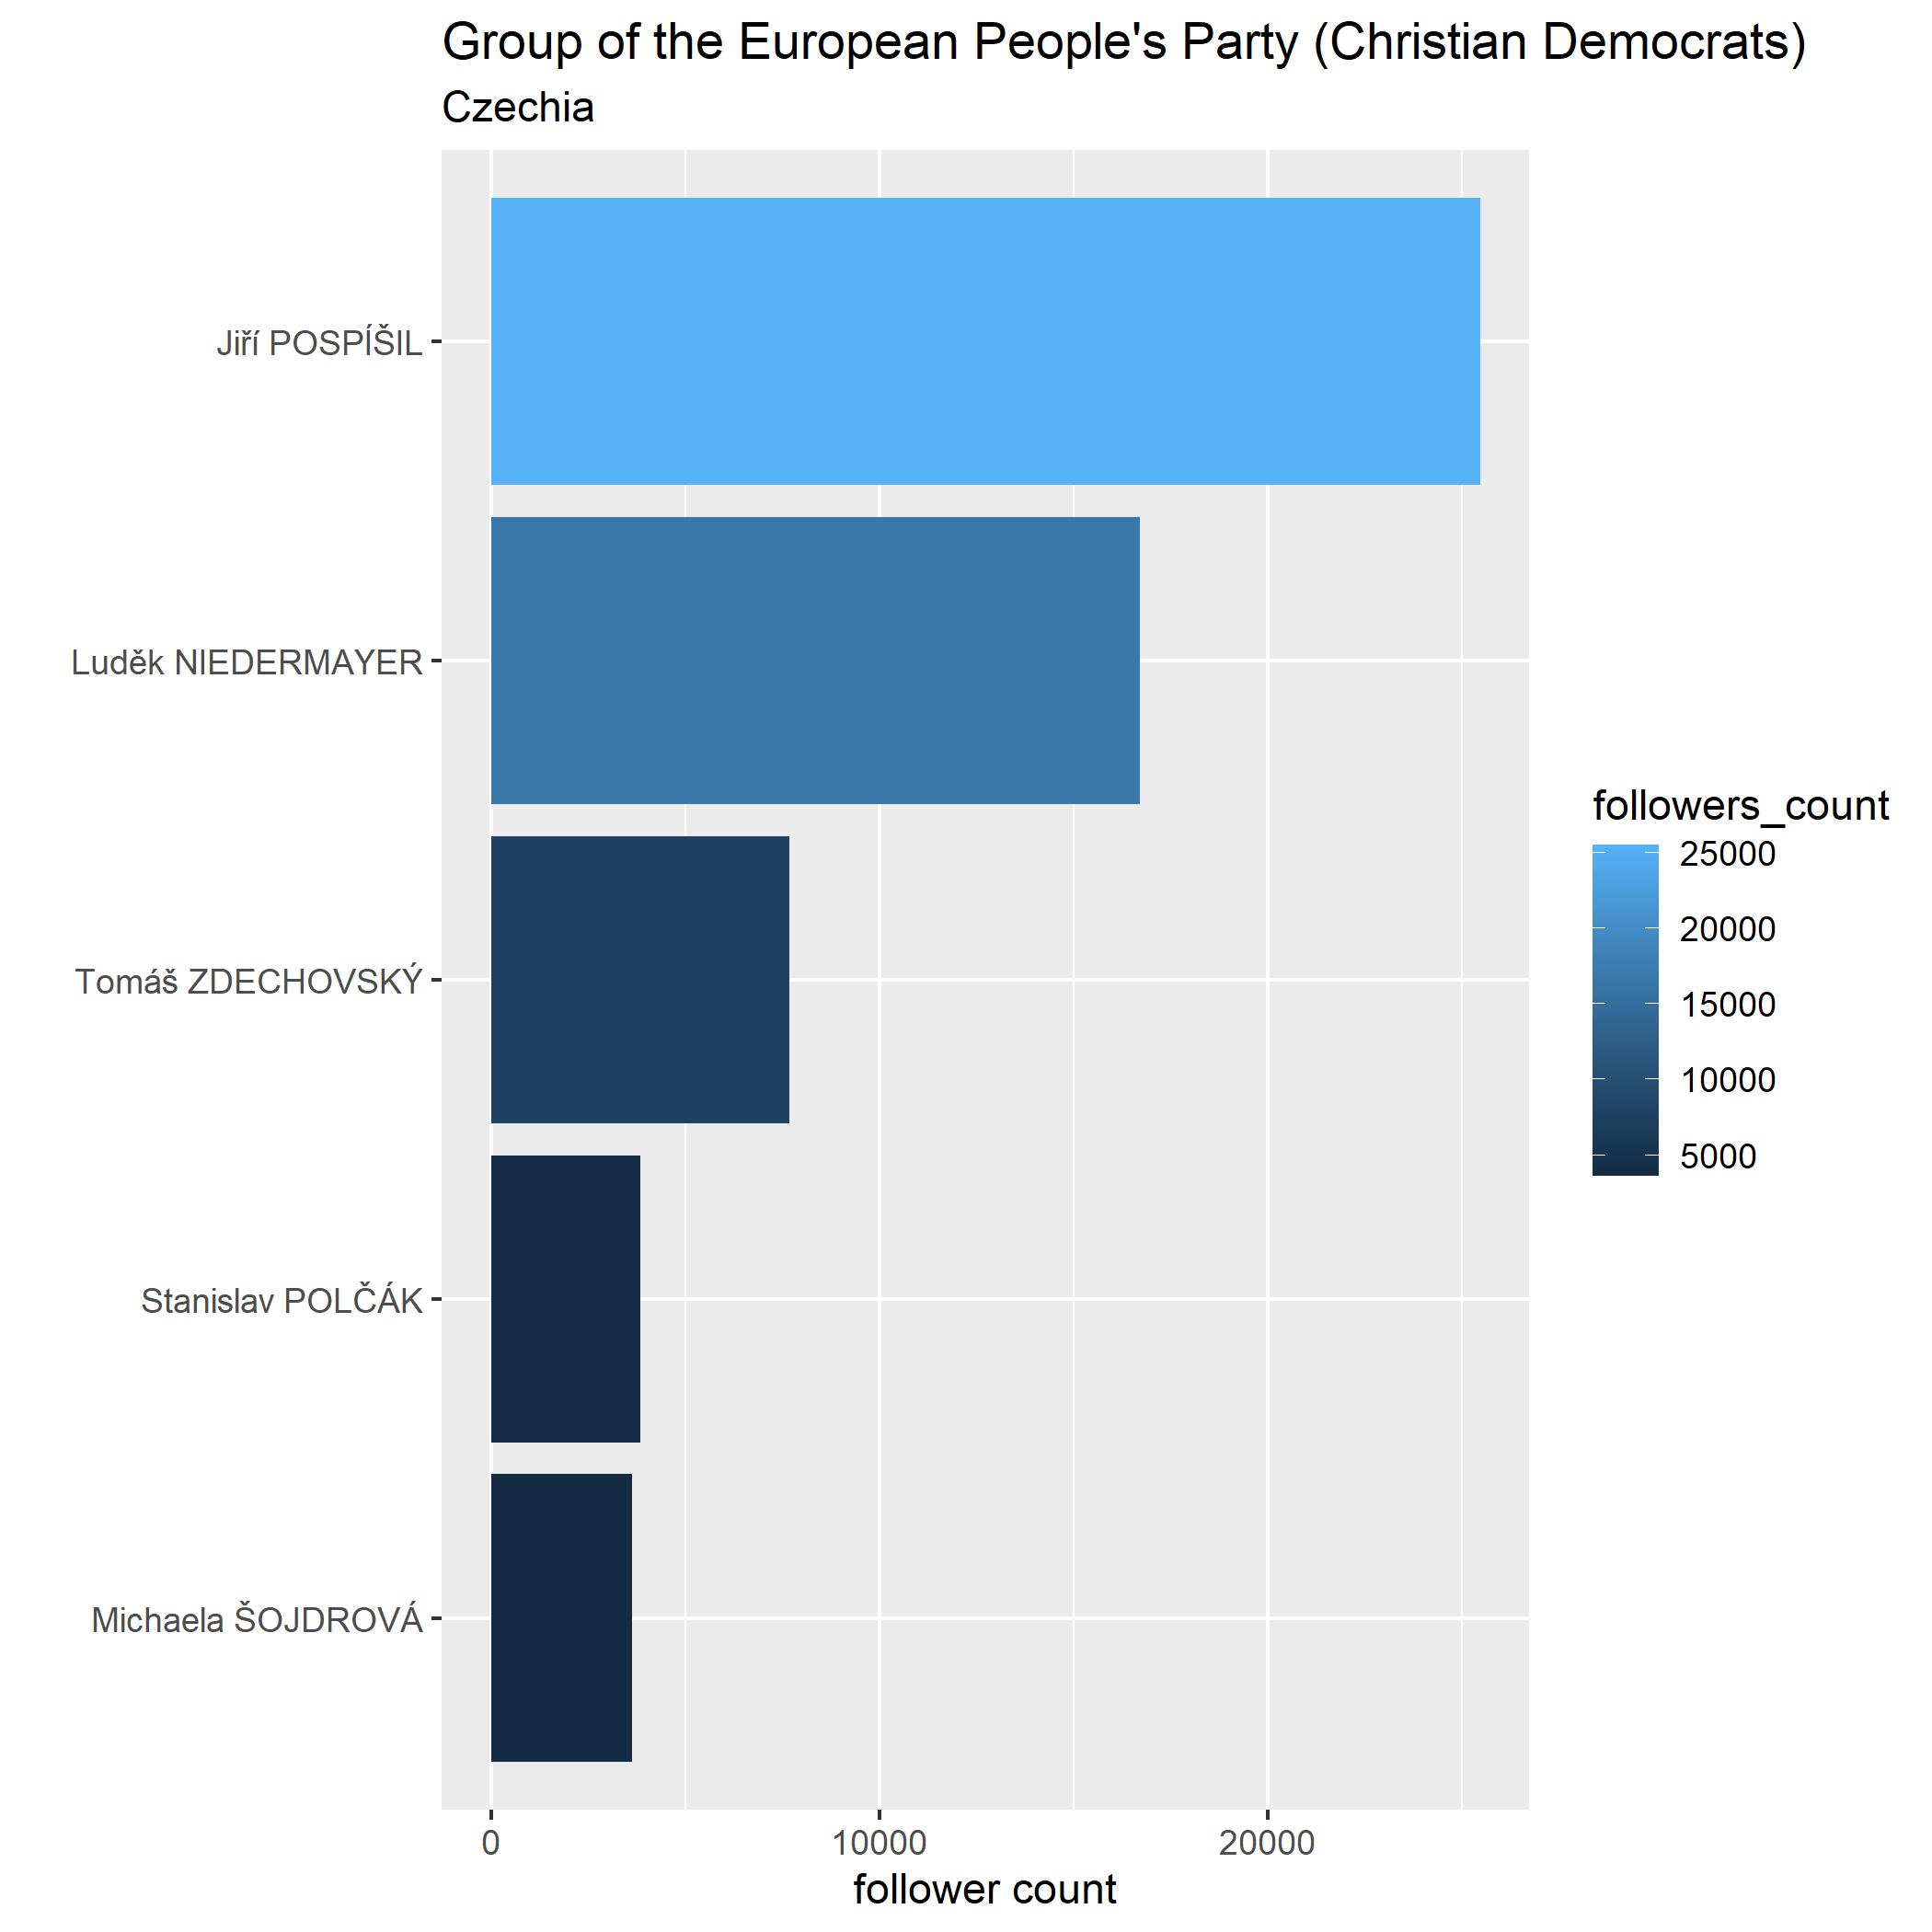 Group of the European People's Party (Christian Democrats)
Czechia
Jiří POSPÍŠIL
Luděk NIEDERMAYER
Tomáš ZDECHOVSKÝ
Stanislav POLČÁK
Michaela ŠOJDROVÁ
0
10000
20000
follower count
followers_count
25000
20000
15000
10000
5000